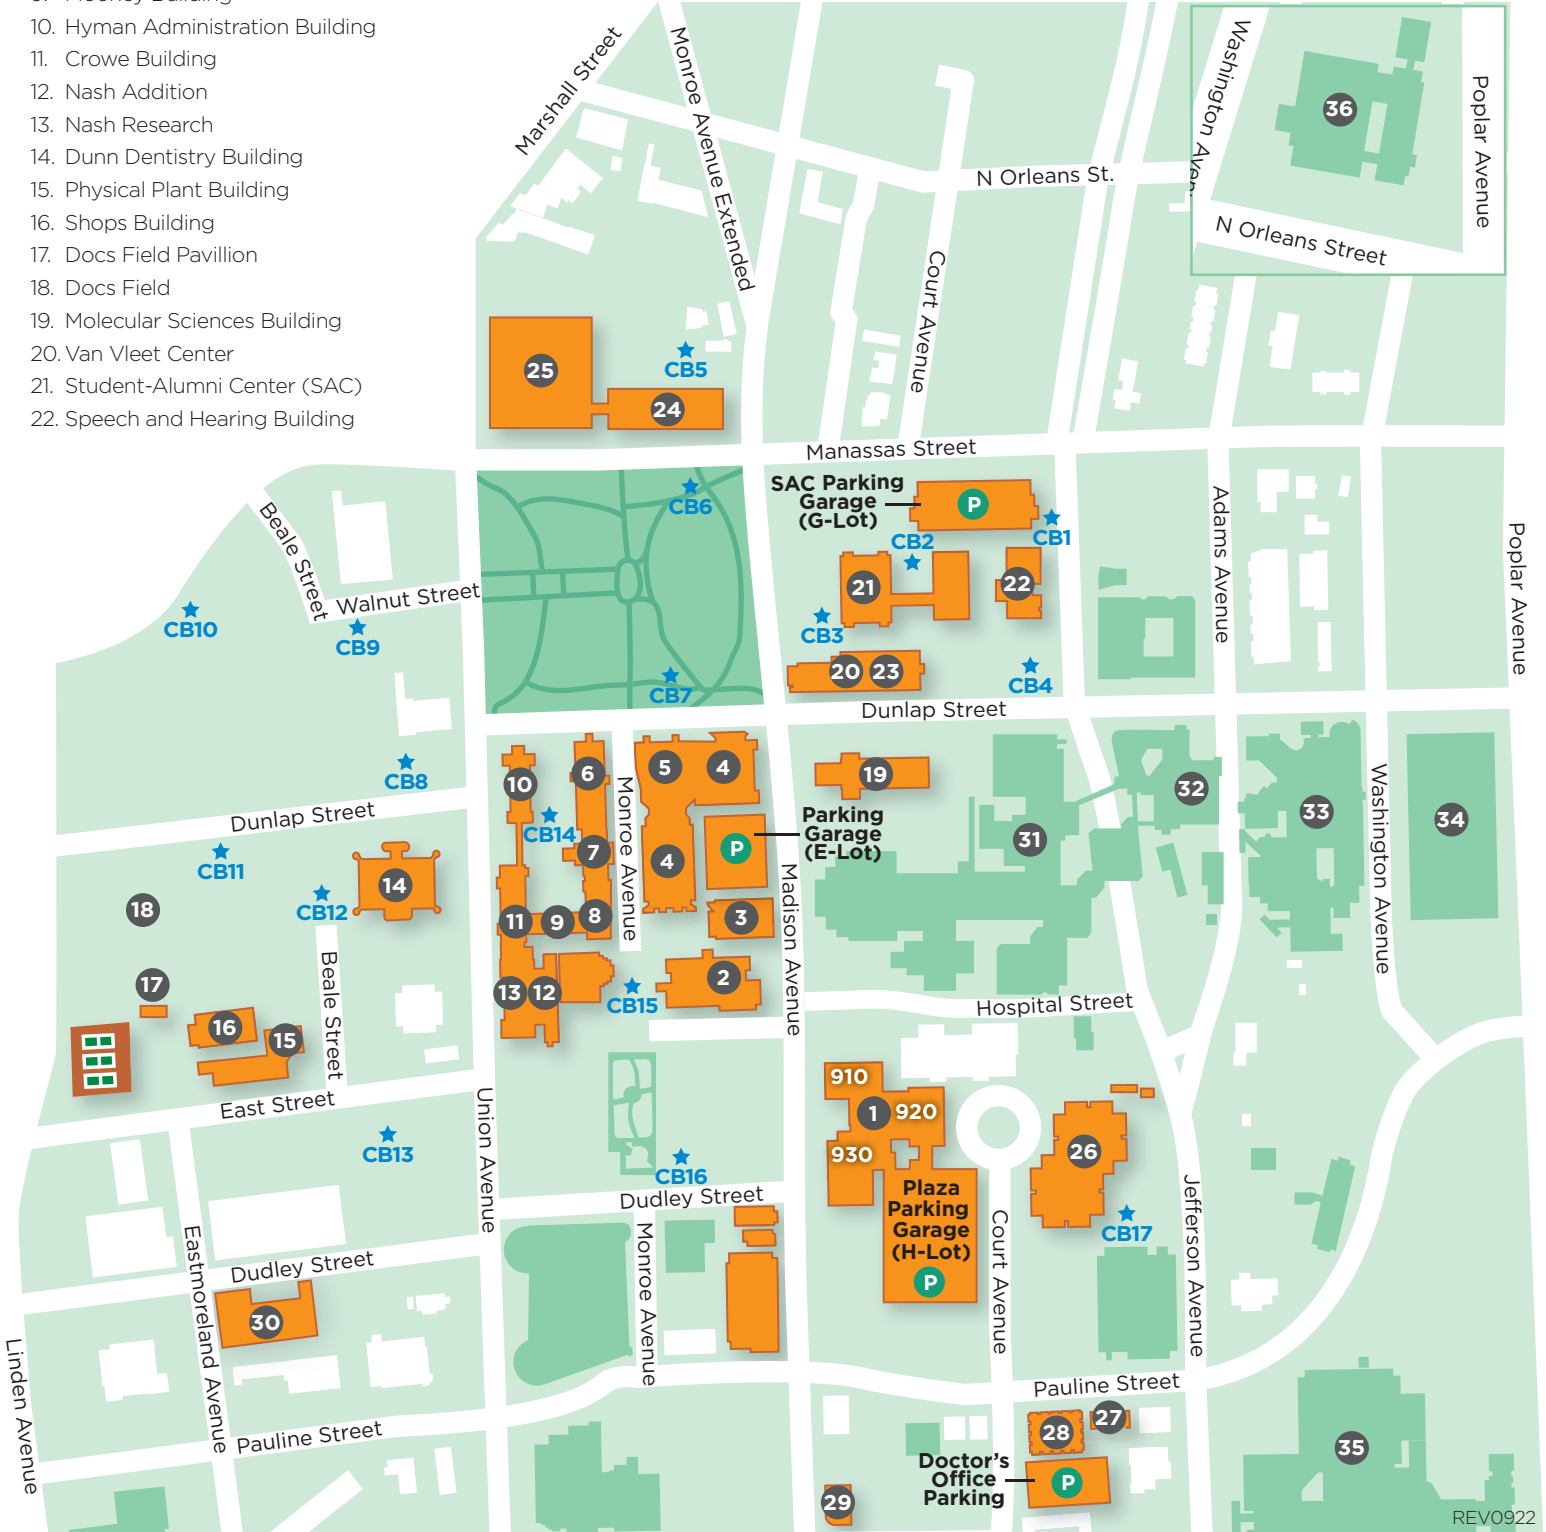 9. Mooney Building
10. Hyman Administration Building
11. Crowe Building
12. Nash Addition
13. Nash Research
14. Dunn Dentistry Building
15. Physical Plant Building
16. Shops Building
17. Docs Field Pavillion
18. Docs Field
19. Molecular Sciences Building
20. Van Vleet Center
21. Student-Alumni Center (SAC)
22. Speech and Hearing Building
Marshall Street
Monroe Avenue Extended
N Orleans St.
Court Avenue
Washington Aven
36
Poplar Avenue
N Orleans Street
25
24
CB5
Manassas Street
SAC Parking
Garage
(G-Lot)
P
CB6
CB1
CB2
21
22
CB3
20
23
CB4
CB7
Dunlap Street
Adams Avenue
Poplar Avenue
Beale Street
Walnut Street
CB10
CB9
CB8
Dunlap Street
CB11
CB12
14
18
17
16
15
Beale Street
East Street
10
6
CB14
7
11
9
8
13
12
Monroe Avenue
5
4
4
P
Parking
Garage
(E-Lot)
3
2
CB15
Madison Avenue
19
31
32
33
34
Washington Avenue
Hospital Street
910
1
920
930
Plaza
Parking
Garage
(H-Lot)
P
26
CB17
Court Avenue
Jefferson Avenue
CB13
Union Avenue
CB16
Dudley Street
Monroe Avenue
Dudley Street
Eastmoreland Avenue
30
Linden Avenue
Pauline Street
Pauline Street
28
27
Doctor's
Office
Parking
P
29
35
REV0922